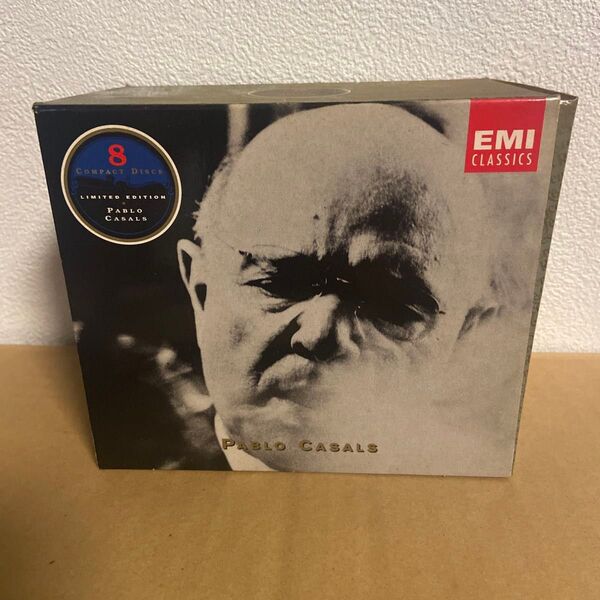 8
COMPACT DISCS
LIMITED EDITION
PABLO
CASALS
EMI
CLASSICS
PABLO CASALS